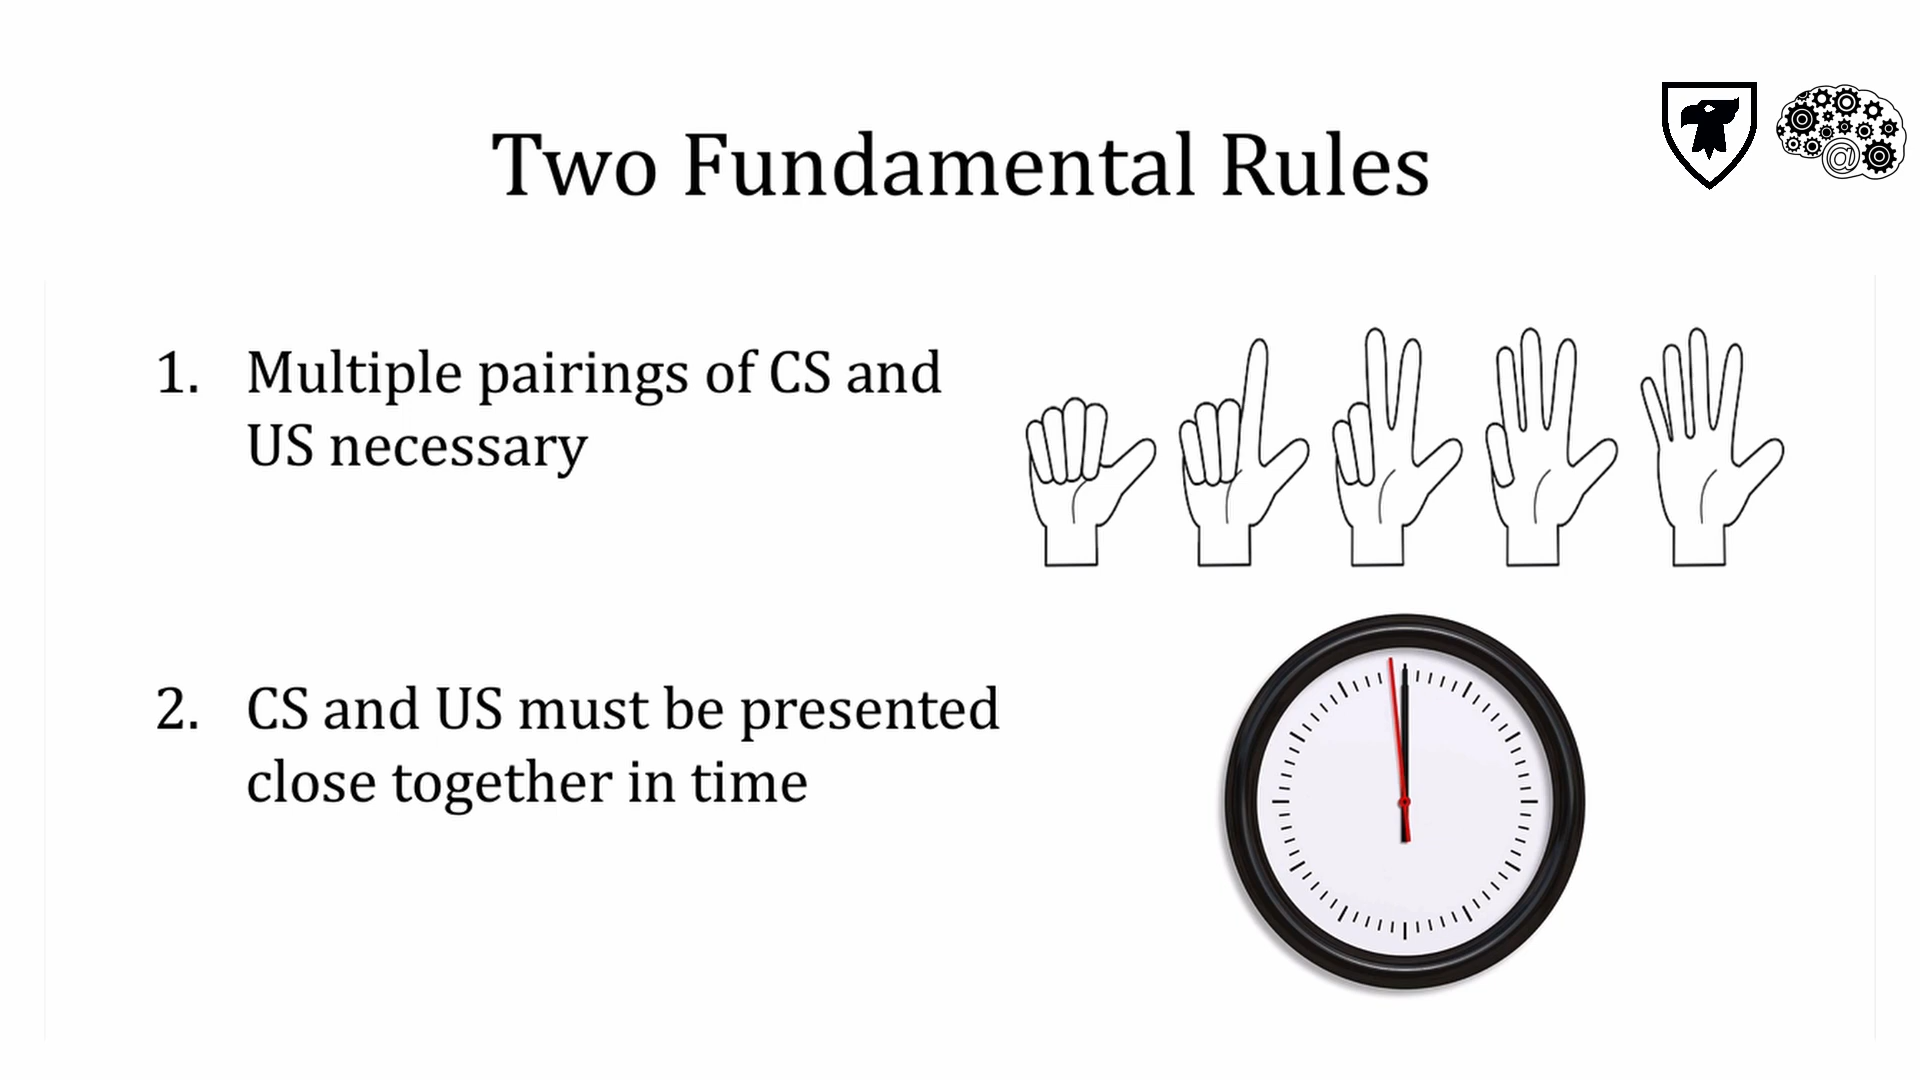 Two Fundamental Rules
1. Multiple pairings of CS and
US necessary
2. CS and US must be presented
close together in time
@